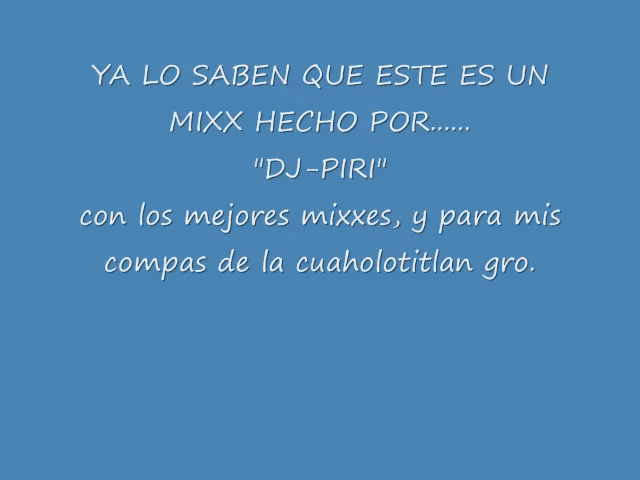 YA LO SABEN QUE ESTE ES UN
MIXX HECHO POR......
"DJ-PIRI"
con los mejores mixxes, y para mis
compas de la cuaholotitlan gro.